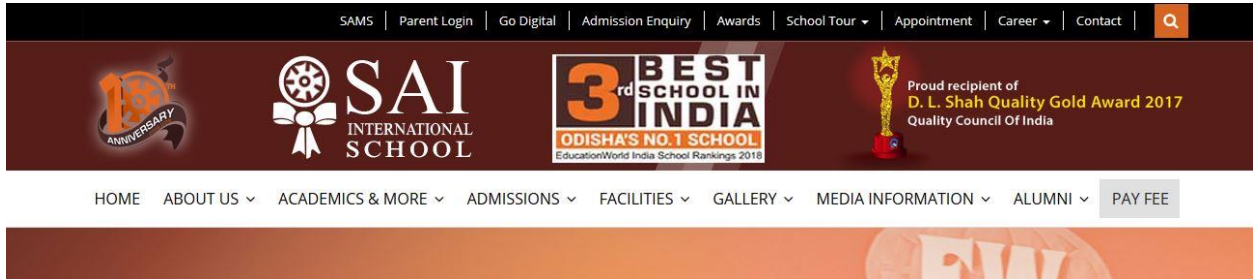 SAMS Parent Login Go Digital Admission Enquiry Awards School Tour Appointment Career Contact
10TH
ANNIVERSARY
SAI
INTERNATIONAL
SCHOOL
3rd BEST
SCHOOL IN
INDIA
ODISHA'S NO.1 SCHOOL
EducationWorld India School Rankings 2018
Proud recipient of
D. L. Shah Quality Gold Award 2017
Quality Council Of India
HOME ABOUT US ACADEMICS & MORE ADMISSIONS FACILITIES GALLERY MEDIA INFORMATION ALUMNI PAY FEE
EW